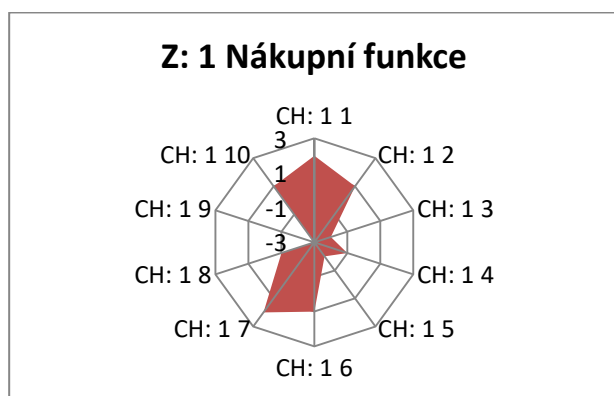 Z: 1 Nákupní funkce
CH: 1 1
3
CH: 1 10
CH: 1 2
1
CH: 1 9
-1
CH: 1 3
-3
CH: 1 8
CH: 1 4
CH: 1 7
CH: 1 5
CH: 1 6